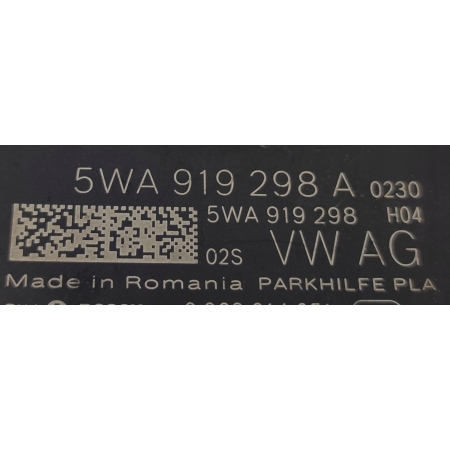 5WA 919 298 A 0230
5WA 919 298 H04
02S VW AG
Made in Romania PARKHILFE PLA